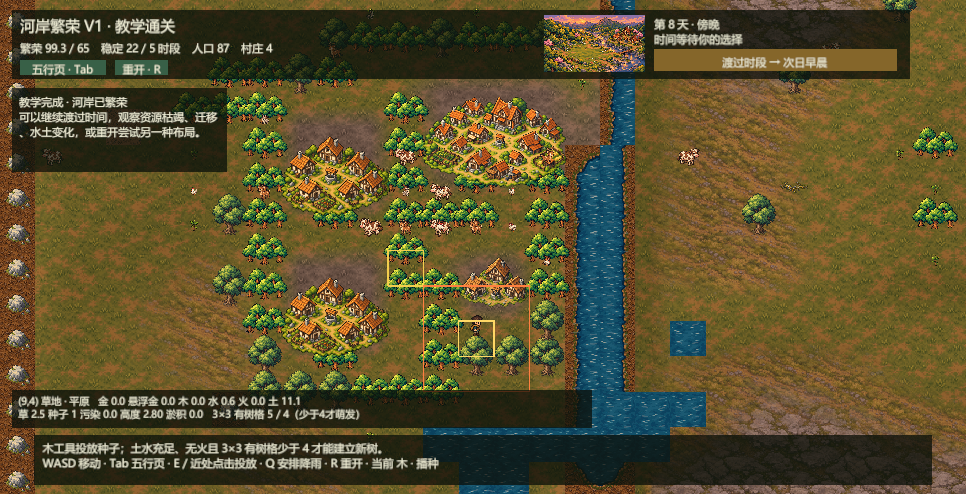 河岸繁荣 V1 · 教学通关
繁荣 99.3 / 65 稳定 22 / 5 时段 人口 87 村庄 4
五行页 · Tab 重开 · R
第 8 天 · 傍晚
时间等待你的选择
渡过时段 → 次日早晨
教学完成 · 河岸已繁荣
可以继续渡过时间，观察资源枯竭、迁移
、水土变化，或重开尝试另一种布局。
(9,4) 草地 · 平原 金 0.0 悬浮金 0.0 木 0.0 水 0.6 火 0.0 土 11.1
草 2.5 种子 1 污染 0.0 高度 2.80 淤积 0.0 3×3 有树格 5 / 4（少于4才萌发）
木工具投放种子；土水充足、无火且 3×3 有树格少于 4 才能建立新树。
WASD 移动 · Tab 五行页 · E / 近处点击投放 · Q 安排降雨 · R 重开 · 当前 木 · 播种